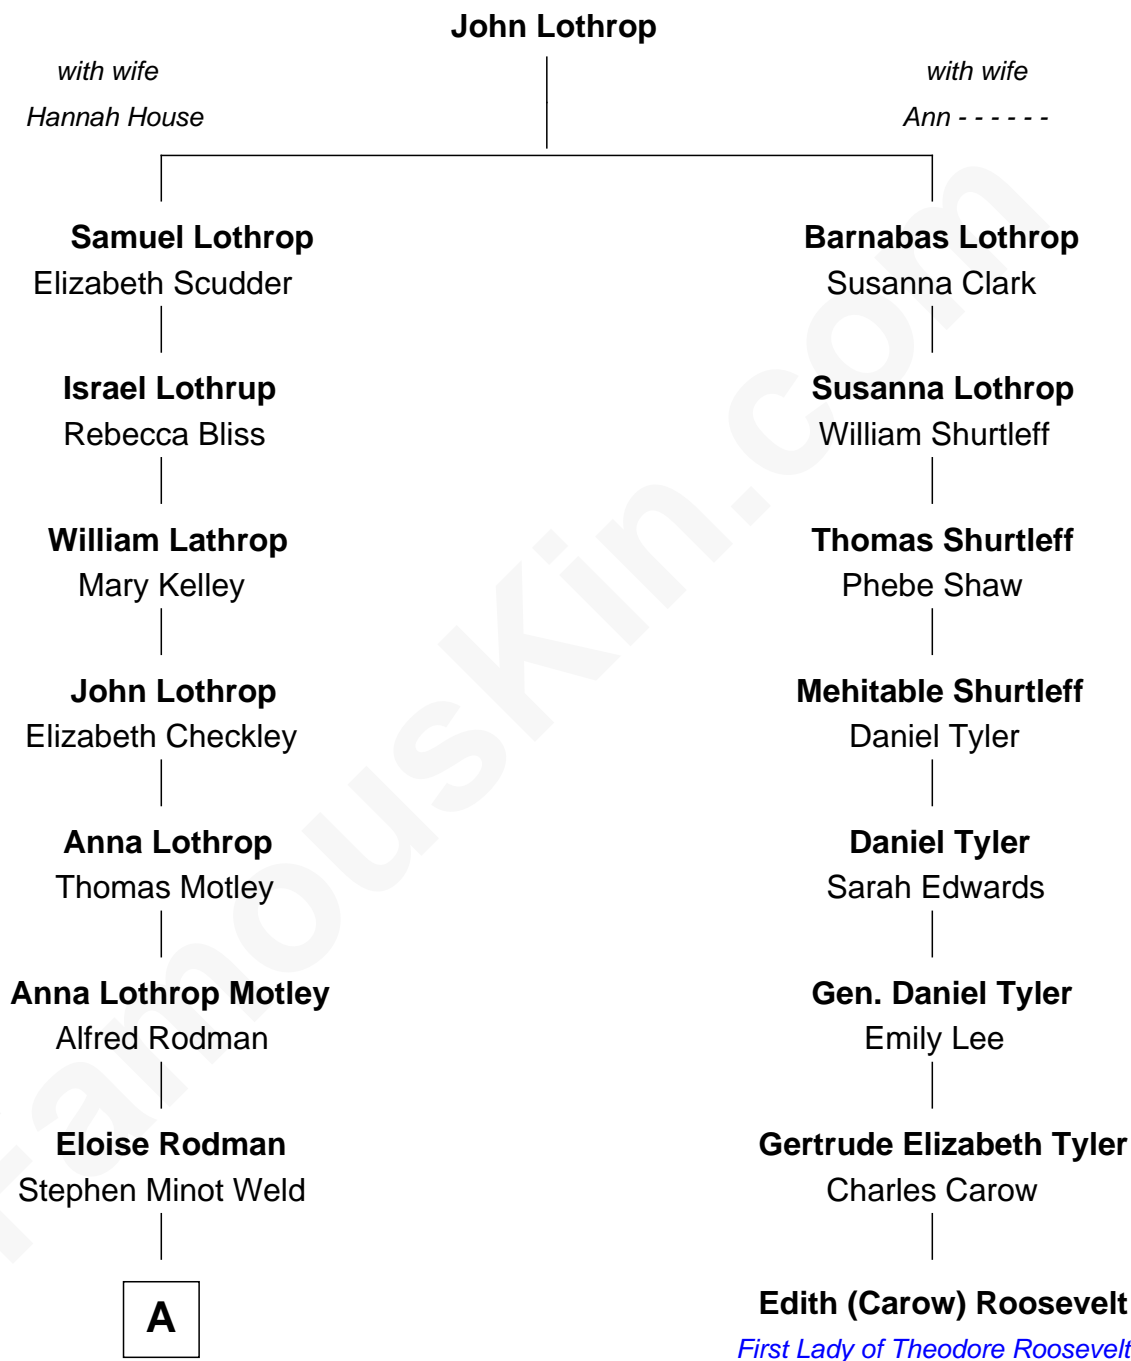 John Lothrop
with wife
Hannah House
with wife
Ann - - - - - -
Samuel Lothrop
Elizabeth Scudder
Barnabas Lothrop
Susanna Clark
Israel Lothrup
Rebecca Bliss
Susanna Lothrop
William Shurtleff
William Lathrop
Mary Kelley
Thomas Shurtleff
Phebe Shaw
John Lothrop
Elizabeth Checkley
Mehitable Shurtleff
Daniel Tyler
Anna Lothrop
Thomas Motley
Daniel Tyler
Sarah Edwards
Anna Lothrop Motley
Alfred Rodman
Gen. Daniel Tyler
Emily Lee
Eloise Rodman
Stephen Minot Weld
Gertrude Elizabeth Tyler
Charles Carow
A
Edith (Carow) Roosevelt
First Lady of Theodore Roosevelt
FamousKin.com